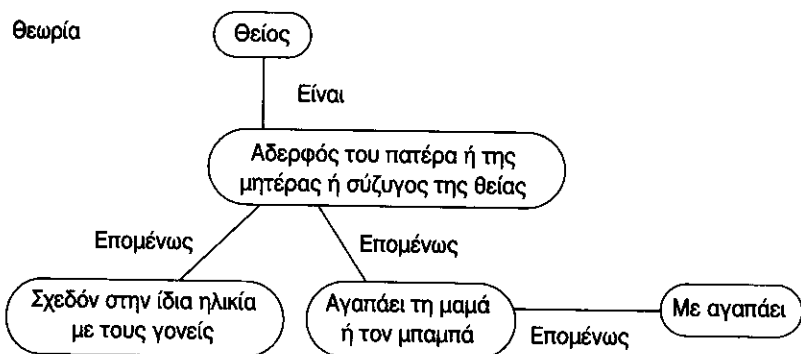 θεωρία
Θείος
Είναι
Αδερφός του πατέρα ή της
μητέρας ή σύζυγος της θείας
Επομένως
Επομένως
Σχεδόν στην ίδια ηλικία
με τους γονείς
Αγαπάει τη μαμά
ή τον μπαμπά
Επομένως
Με αγαπάει